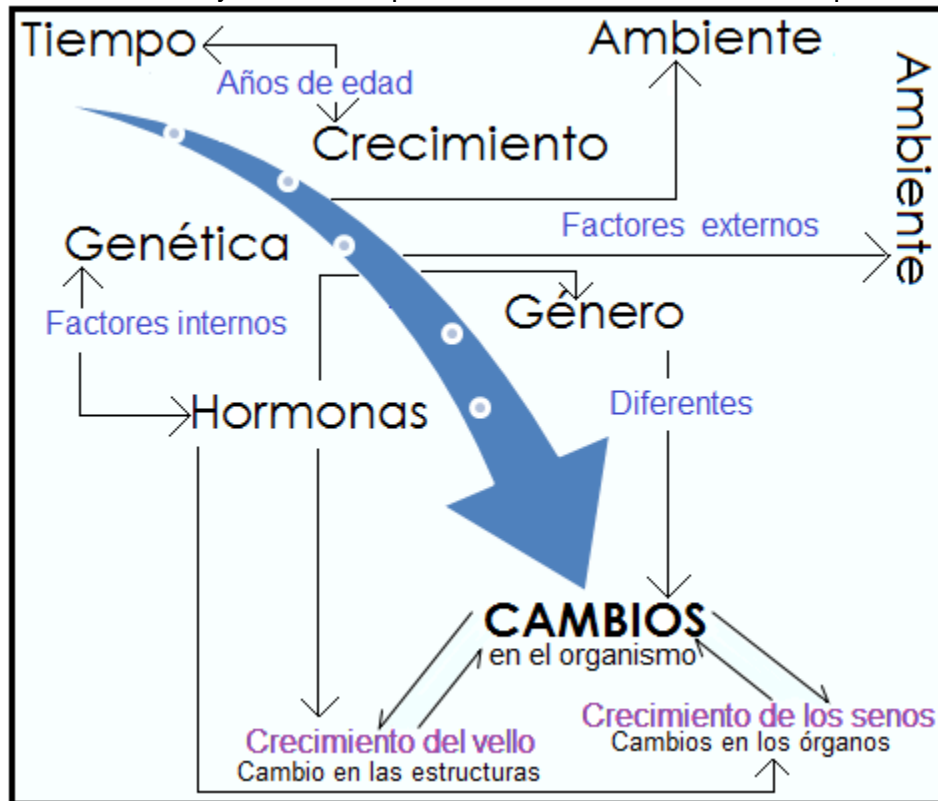 Tiempo
Ambiente
Años de edad
Ambiente
Crecimiento
Factores externos
Genética
Género
Factores internos
Hormonas
Diferentes
CAMBIOS
en el organismo
Crecimiento de los senos
Cambios en los órganos
Crecimiento del vello
Cambio en las estructuras